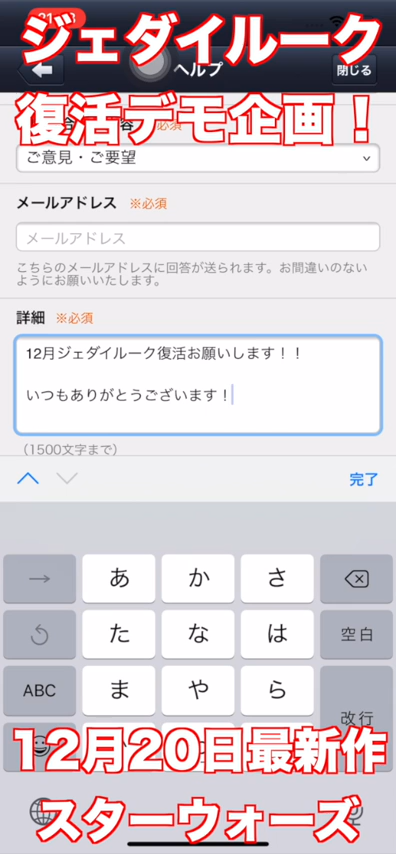 ジェダイルーク
ヘルプ
閉じる
復活デモ企画！
必須
ご意見・ご要望
メールアドレス ※必須
メールアドレス
こちらのメールアドレスに回答が送られます。お間違いのない
ようにお願いいたします。
詳細 ※必須
12月ジェダイルーク復活お願いします！！
いつもありがとうございます！
（1500文字まで）
完了
→ あ か さ
た な は 空白
ABC ま や ら
改行
12月20日最新作
スターウォーズ